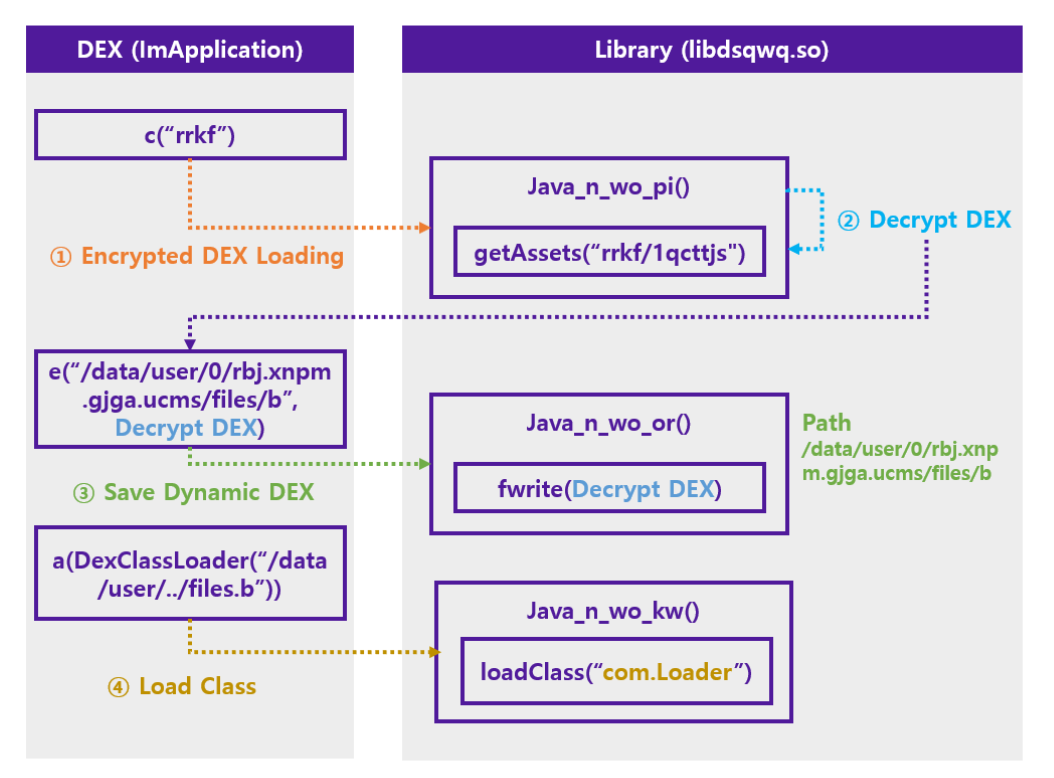 DEX (ImApplication)
Library (libdsqwq.so)
c(“rrkf”)
Java_n_wo_pi()
② Decrypt DEX
getAssets(“rrkf/1qcttjs")
① Encrypted DEX Loading
e(“/data/user/0/rbj.xnpm
.gjga.ucms/files/b”,
Decrypt DEX)
Java_n_wo_or()
Path
/data/user/0/rbj.xnp
m.gjga.ucms/files/b
fwrite(Decrypt DEX)
③ Save Dynamic DEX
a(DexClassLoader(“/data
/user/../files.b”))
Java_n_wo_kw()
loadClass(“com.Loader”)
④ Load Class